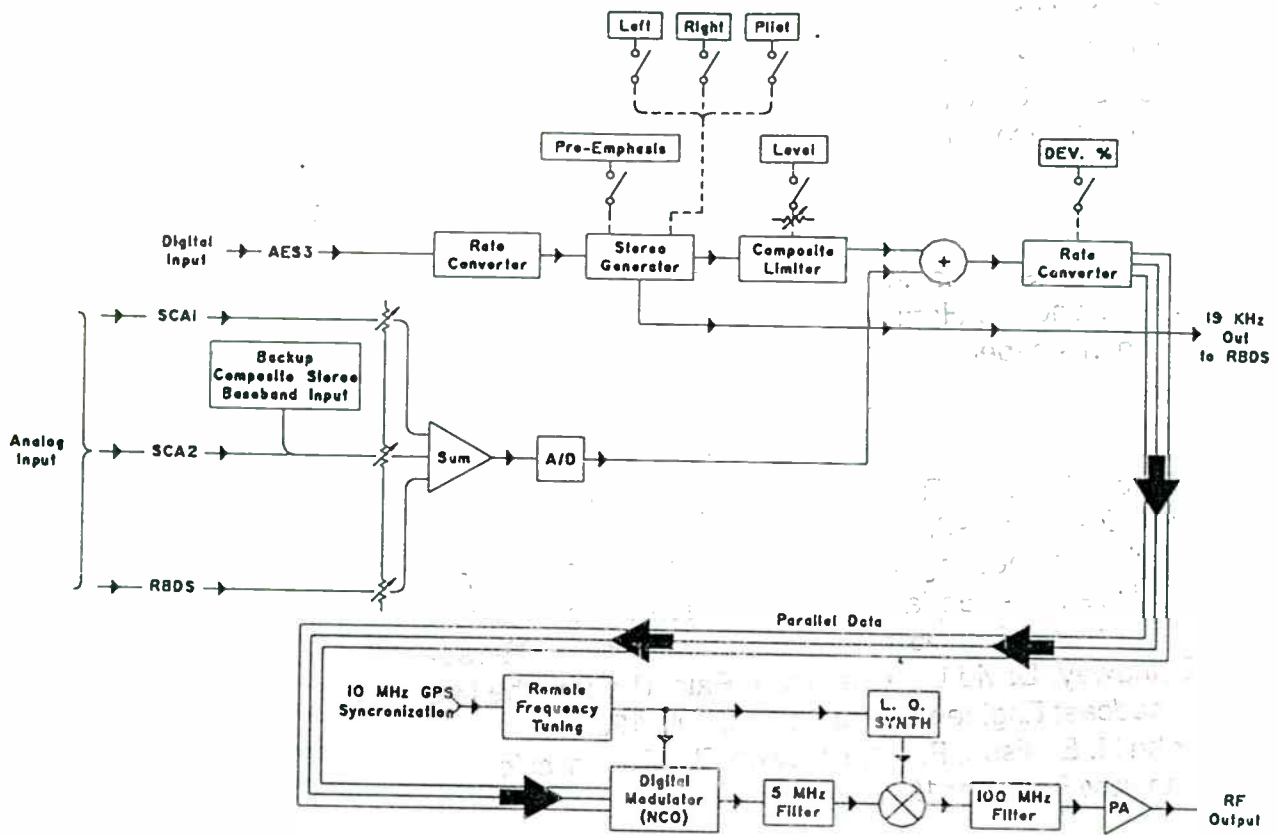 Left
Right
Pilot
Pre-Emphasis
Level
DEV. %
Digital
Input
AES3
Rate
Converter
Stereo
Generator
Composite
Limiter
+
Rate
Converter
SCA1
19 KHz
Out
to RBDS
Backup
Composite Stereo
Baseband Input
Analog
Input
SCA2
Sum
A/D
RBDS
Parallel Data
10 MHz GPS
Syncronization
Remote
Frequency
Tuning
L. O.
SYNTH
Digital
Modulator
(NCO)
5 MHz
Filter
100 MHz
Filter
PA
RF
Output